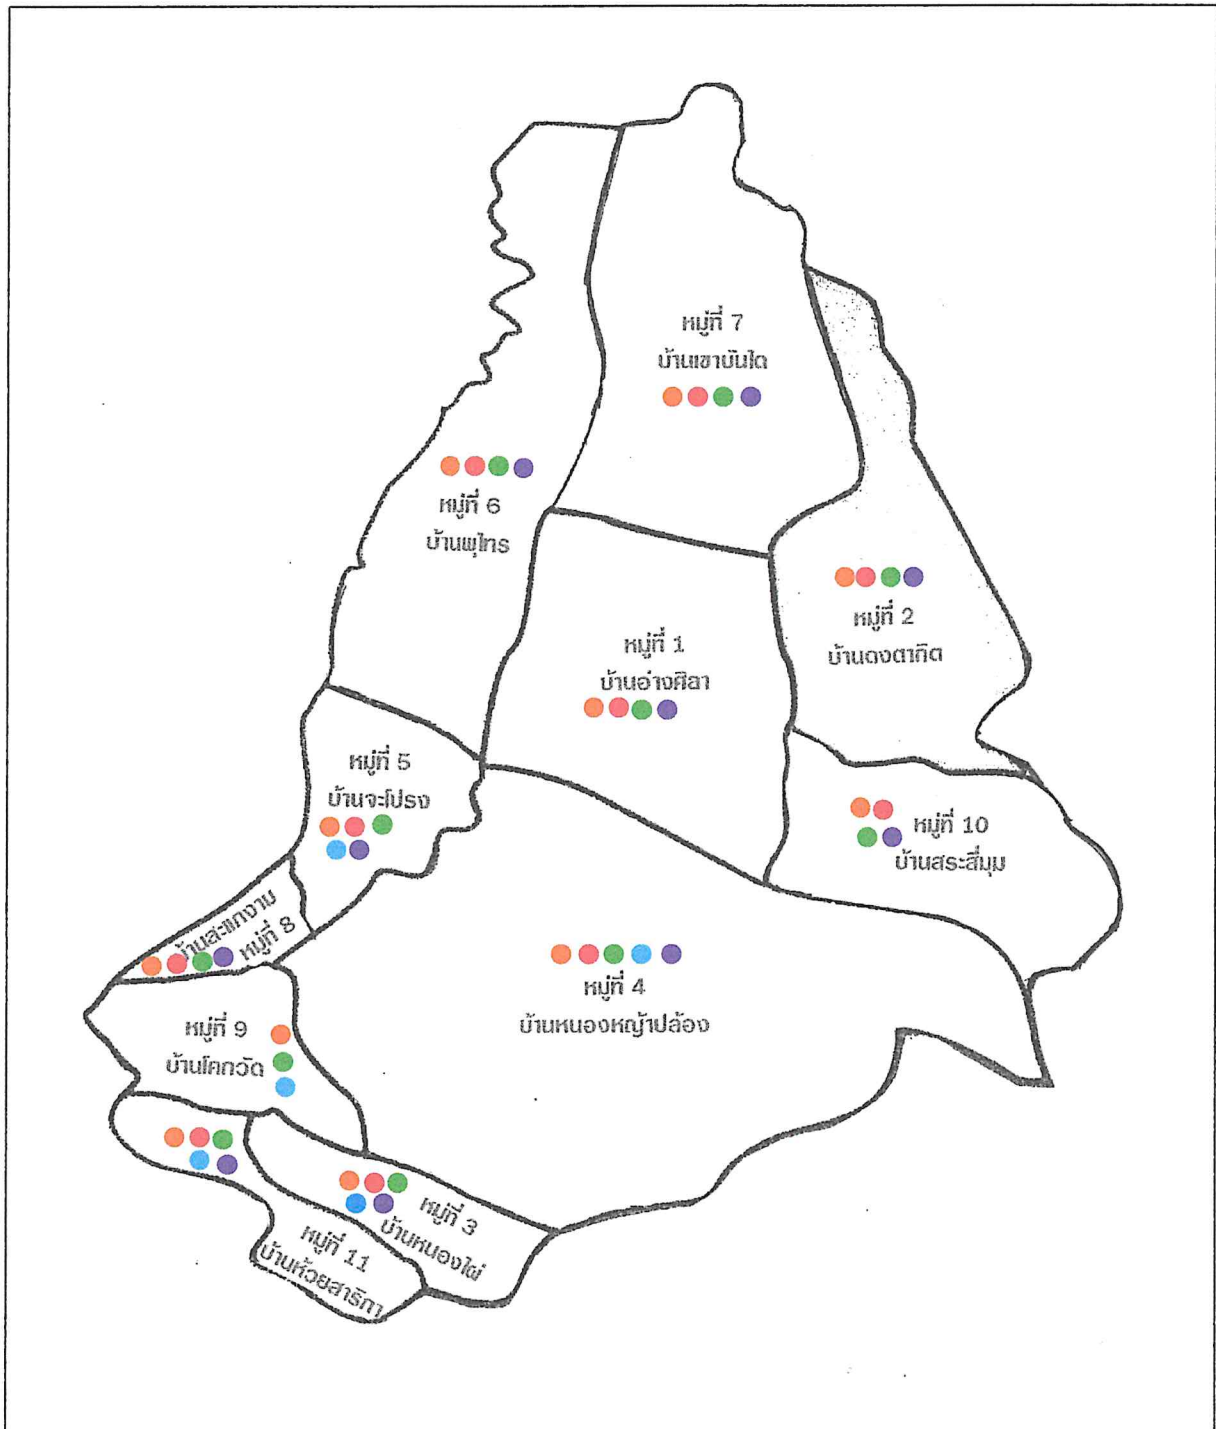 หมู่ที่ 7
บ้านเขาบันได
หมู่ที่ 6
บ้านพุไทร
หมู่ที่ 2
บ้านดงตากิต
หมู่ที่ 1
บ้านอ่างศิลา
หมู่ที่ 5
บ้านจะโปรง
หมู่ที่ 10
บ้านสระสี่มุม
บ้านสะแกงาม
หมู่ที่ 8
หมู่ที่ 4
บ้านหนองหญ้าปล้อง
หมู่ที่ 9
บ้านโคกวัด
หมู่ที่ 3
บ้านหนองไผ่
หมู่ที่ 11
บ้านห้วยสาริกา